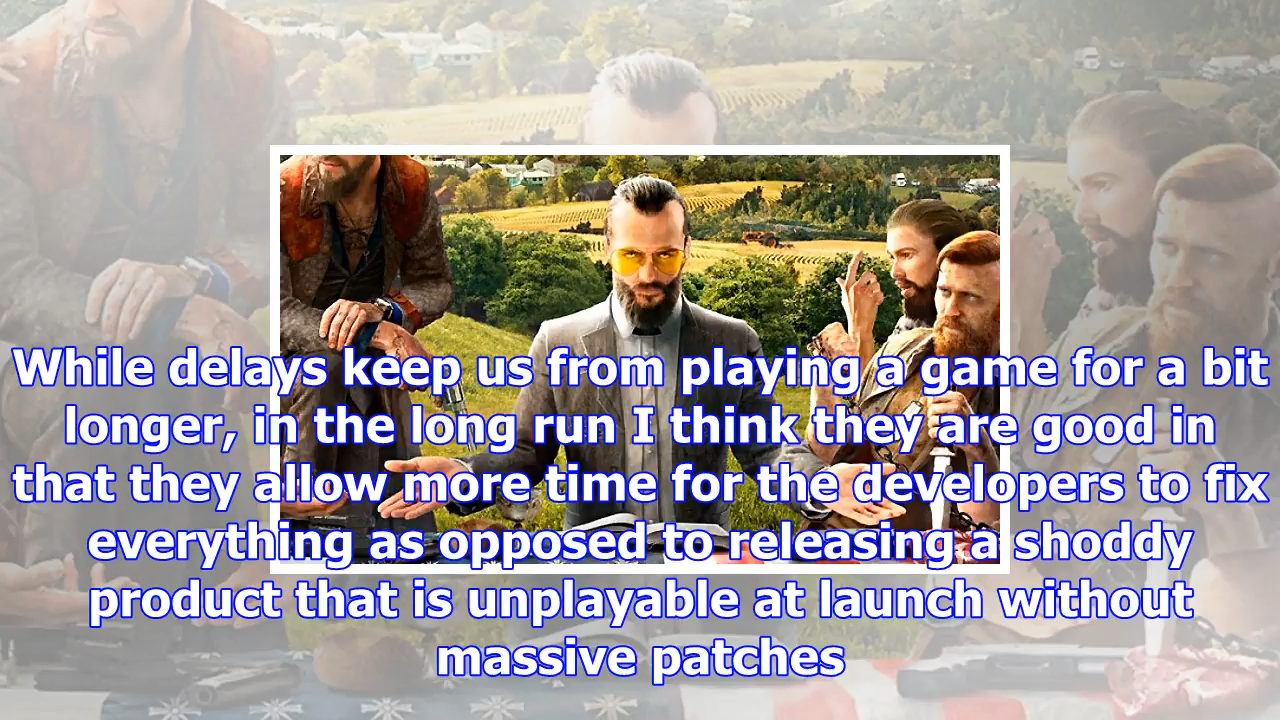 While delays keep us from playing a game for a bit
longer, in the long run I think they are good in
that they allow more time for the developers to fix
everything as opposed to releasing a shoddy
product that is unplayable at launch without
massive patches